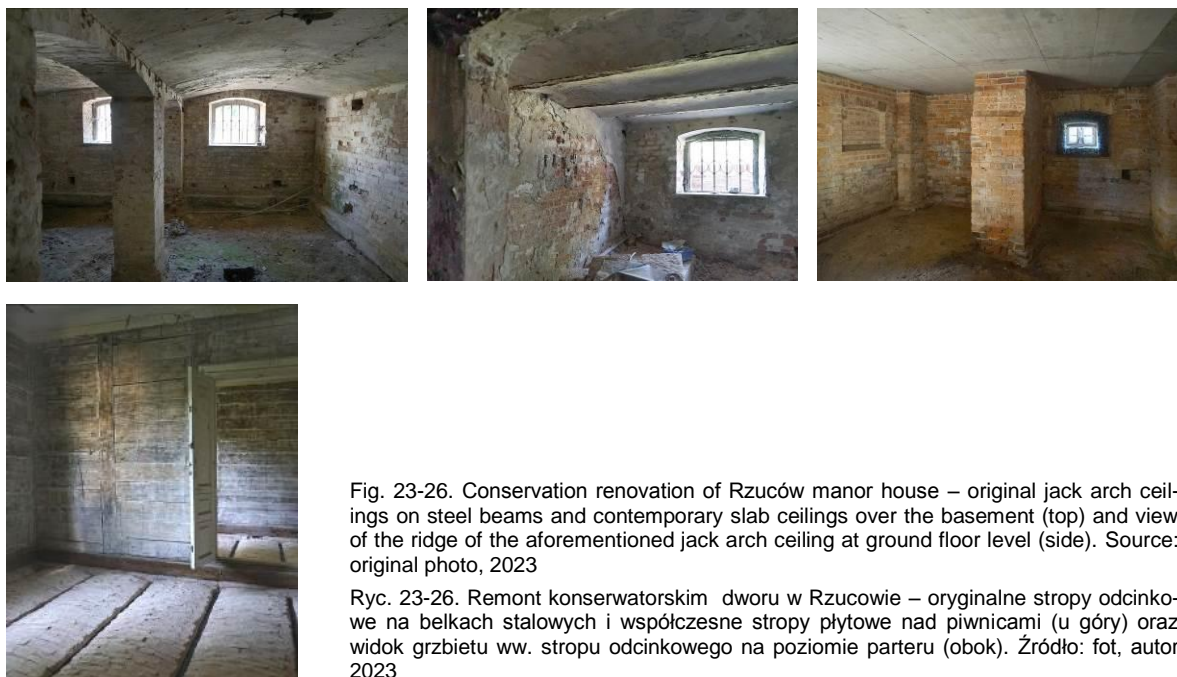 Fig. 23-26. Conservation renovation of Rzuców manor house – original jack arch ceil-
ings on steel beams and contemporary slab ceilings over the basement (top) and view
of the ridge of the aforementioned jack arch ceiling at ground floor level (side). Source:
original photo, 2023
Ryc. 23-26. Remont konserwatorskim dworu w Rzucowie – oryginalne stropy odcinko-
we na belkach stalowych i współczesne stropy płytowe nad piwnicami (u góry) oraz
widok grzbietu ww. stropu odcinkowego na poziomie parteru (obok). Źródło: fot, autor
2023